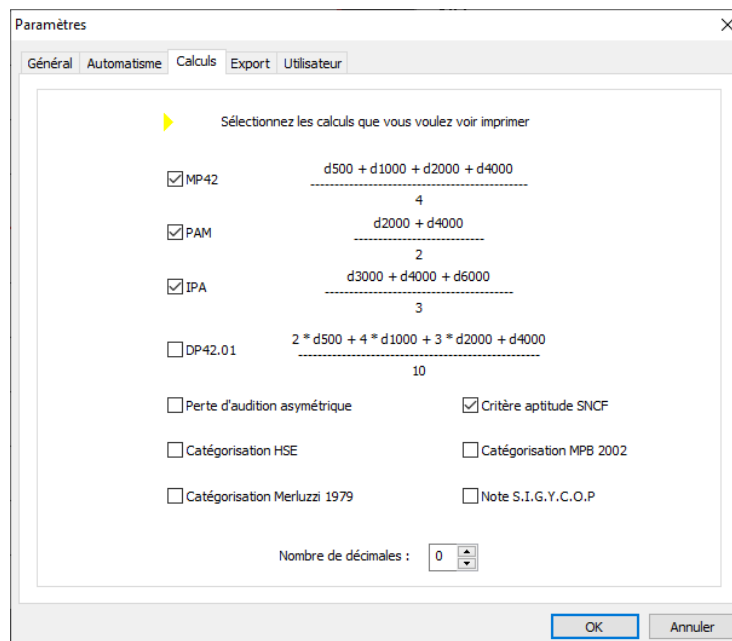 Paramètres
Général Automatisme Calculs Export Utilisateur
Sélectionnez les calculs que vous voulez voir imprimer
MP42
d500 + d1000 + d2000 + d4000
--------------------------------------------
4
PAM
d2000 + d4000
--------------------------
2
IPA
d3000 + d4000 + d6000
--------------------------------------
3
DP42.01
2 * d500 + 4 * d1000 + 3 * d2000 + d4000
-------------------------------------------------
10
Perte d'audition asymétrique
Critère aptitude SNCF
Catégorisation HSE
Catégorisation MPB 2002
Catégorisation Merluzzi 1979
Note S.I.G.Y.C.O.P
Nombre de décimales : 0
OK Annuler